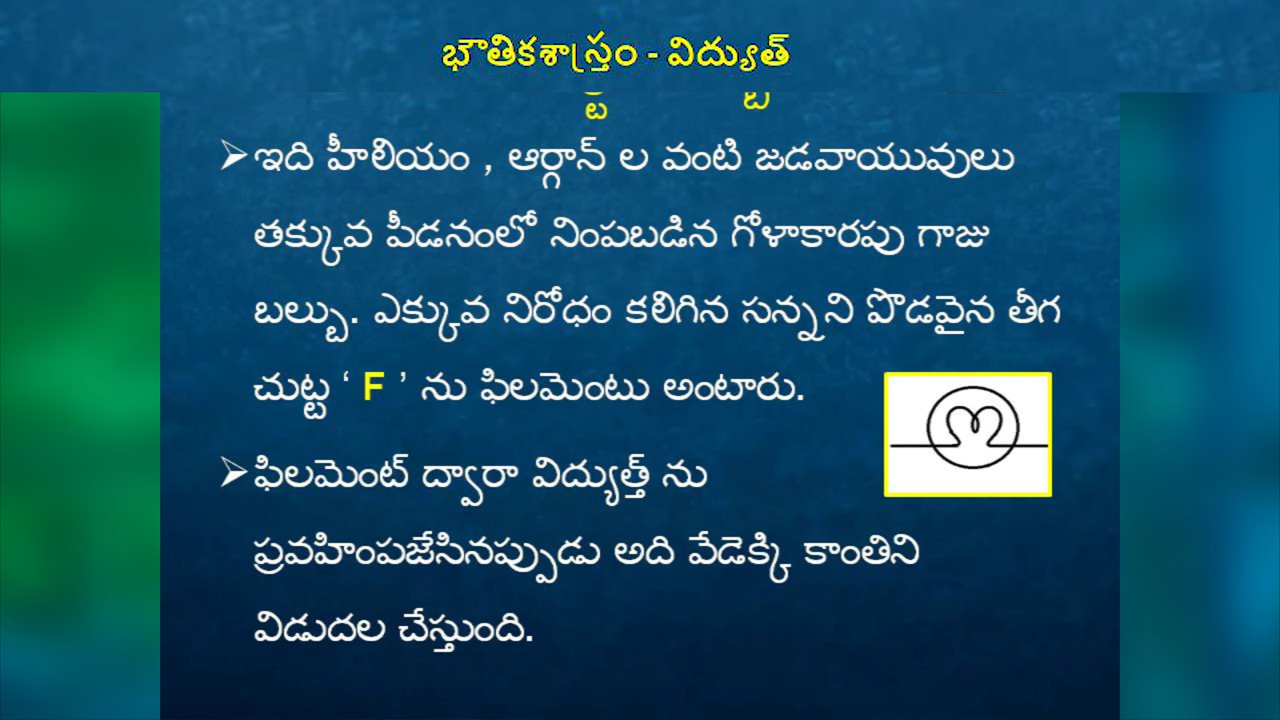 భౌతికశాస్త్రం - విద్యుత్
➢ఇది హీలియం , ఆర్గాన్ ల వంటి జడవాయువులు
తక్కువ పీడనంలో నింపబడిన గోళాకారపు గాజు
బల్బు. ఎక్కువ నిరోధం కలిగిన సన్నని పొడవైన తీగ
చుట్ట ‘ F ’ ను ఫిలమెంటు అంటారు.
➢ఫిలమెంట్ ద్వారా విద్యుత్త్ ను
ప్రవహింపజేసినప్పుడు అది వేడెక్కి కాంతిని
విడుదల చేస్తుంది.